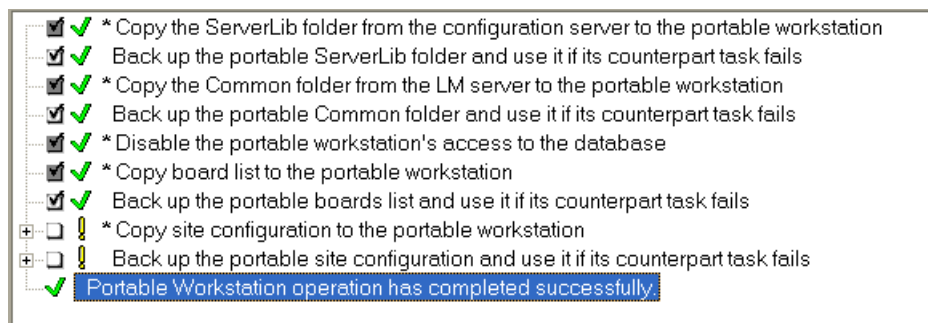 * Copy the ServerLib folder from the configuration server to the portable workstation
Back up the portable ServerLib folder and use it if its counterpart task fails
* Copy the Common folder from the LM server to the portable workstation
Back up the portable Common folder and use it if its counterpart task fails
* Disable the portable workstation's access to the database
* Copy board list to the portable workstation
Back up the portable boards list and use it if its counterpart task fails
* Copy site configuration to the portable workstation
Back up the portable site configuration and use it if its counterpart task fails
Portable Workstation operation has completed successfully.